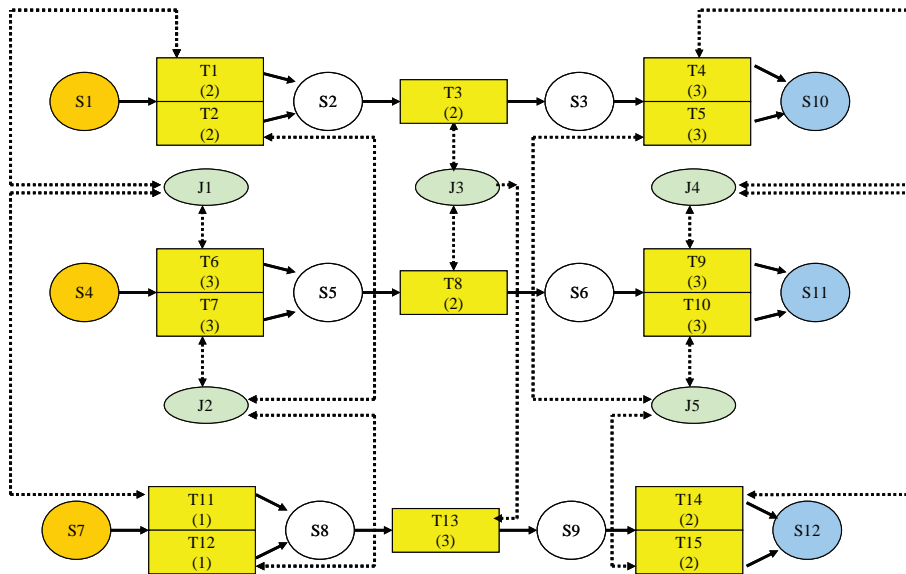 T1
(2)
T4
(3)
S1
S2
T3
(2)
S3
S10
T2
(2)
T5
(3)
J1
J3
J4
T6
(3)
T9
(3)
S4
S5
T8
(2)
S6
S11
T7
(3)
T10
(3)
J2
J5
T11
(1)
T14
(2)
S7
S8
T13
(3)
S9
S12
T12
(1)
T15
(2)